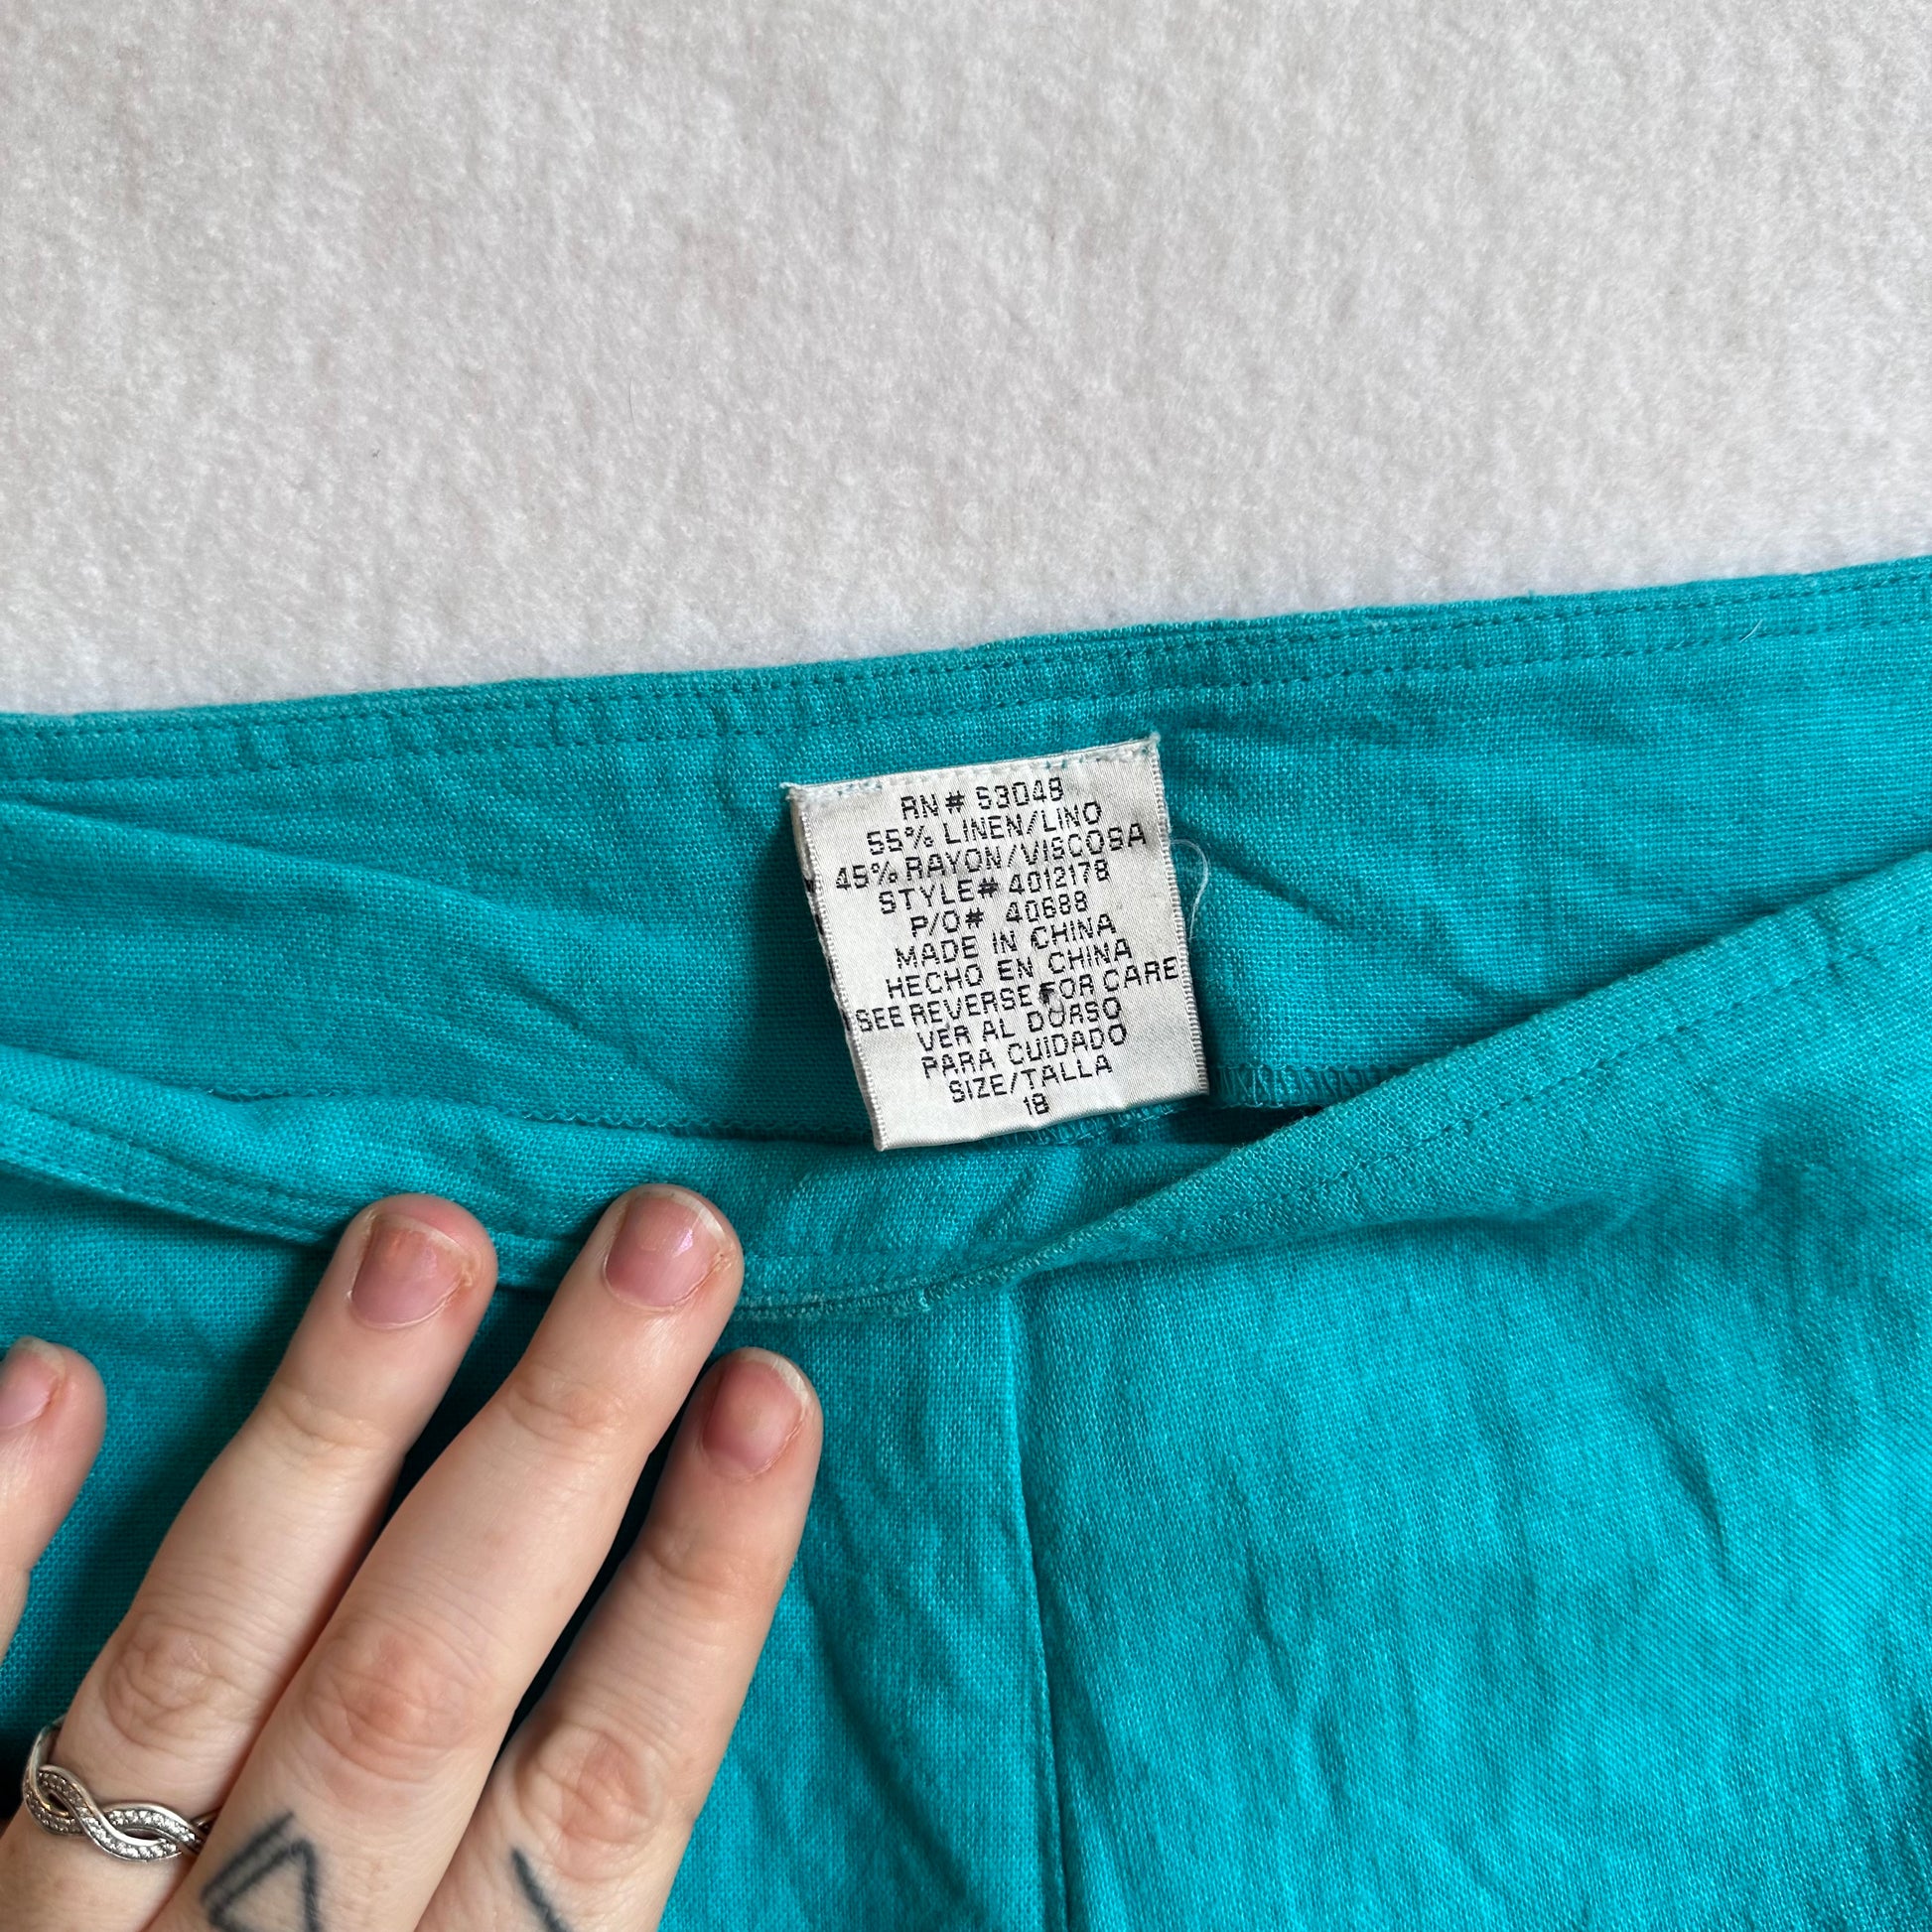 RN# 53048
55% LINEN/LINO
45% RAYON/VISCOSA
STYLE# 4012178
P/O# 40688
MADE IN CHINA
HECHO EN CHINA
SEE REVERSE FOR CARE
VER AL DORSO
PARA CUIDADO
SIZE/TALLA
18